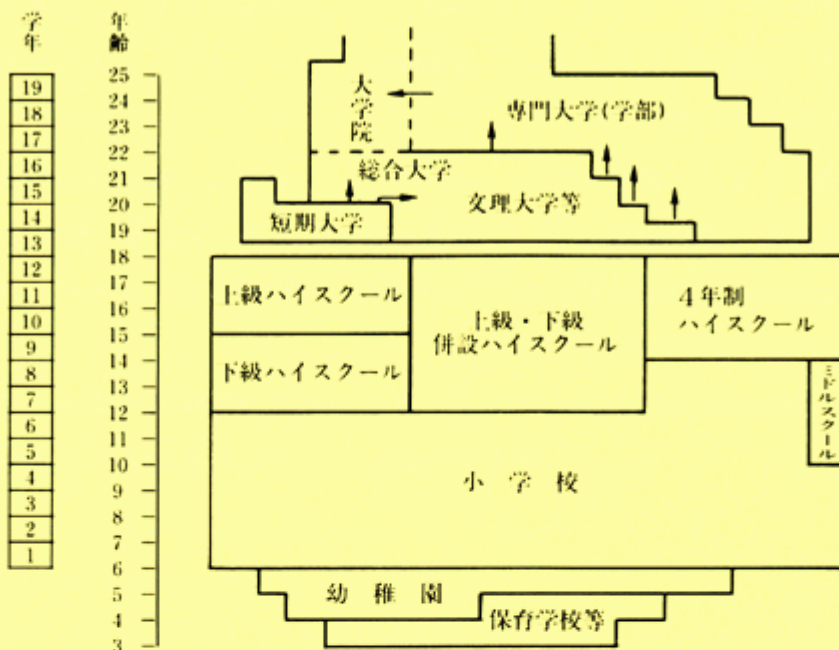 学年
年齢
19
18
17
16
15
14
13
12
11
10
9
8
7
6
5
4
3
2
1
25
24
23
22
21
20
19
18
17
16
15
14
13
12
11
10
9
8
7
6
5
4
3
大学院
専門大学(学部)
総合大学
文理大学等
短期大学
上級ハイスクール
下級ハイスクール
上級・下級
併設ハイスクール
4年制
ハイスクール
ミドルスクール
小学校
幼稚園
保育学校等